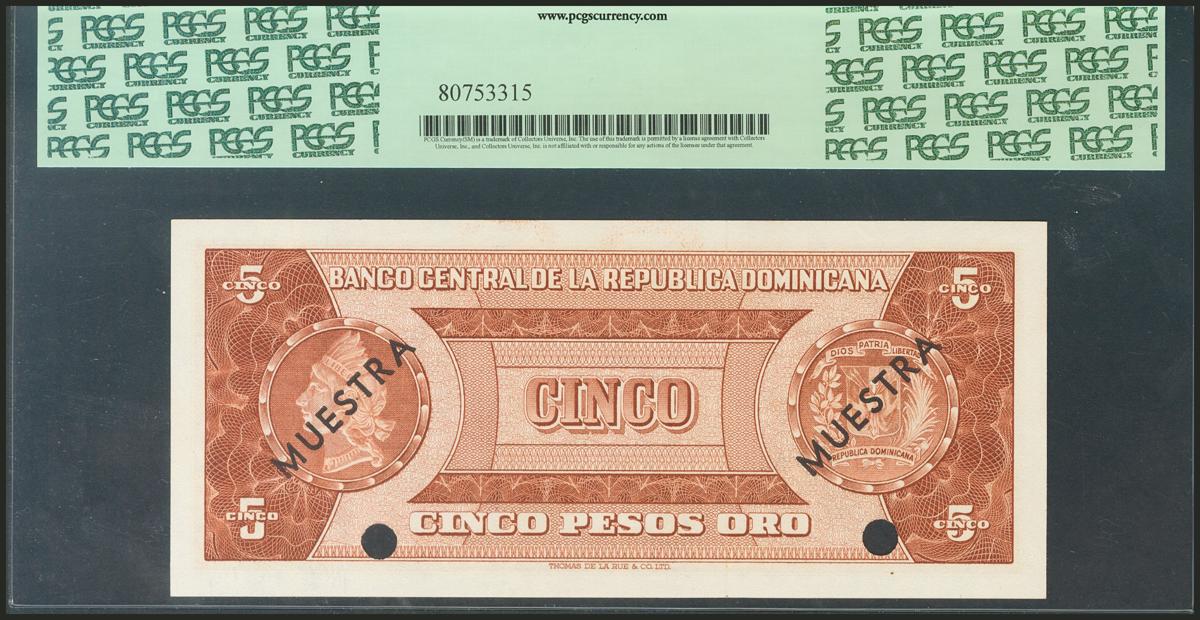 www.pcgscurrency.com
PCGS CURRENCY
80753315
PCGS Currency(SM) is a trademark of Collectors Universe, Inc. The use of this trademark is permitted by a license agreement with Collectors
Universe, Inc., and Collectors Universe, Inc. is not affiliated with or responsible for any actions of the licensee under that agreement.
BANCO CENTRAL DE LA REPUBLICA DOMINICANA
5 CINCO
5 CINCO
MUESTRA
CINCO
DIOS PATRIA LIBERTAD
MUESTRA
REPUBLICA DOMINICANA
5 CINCO
CINCO PESOS ORO
5 CINCO
THOMAS DE LA RUE & CO. LTD.